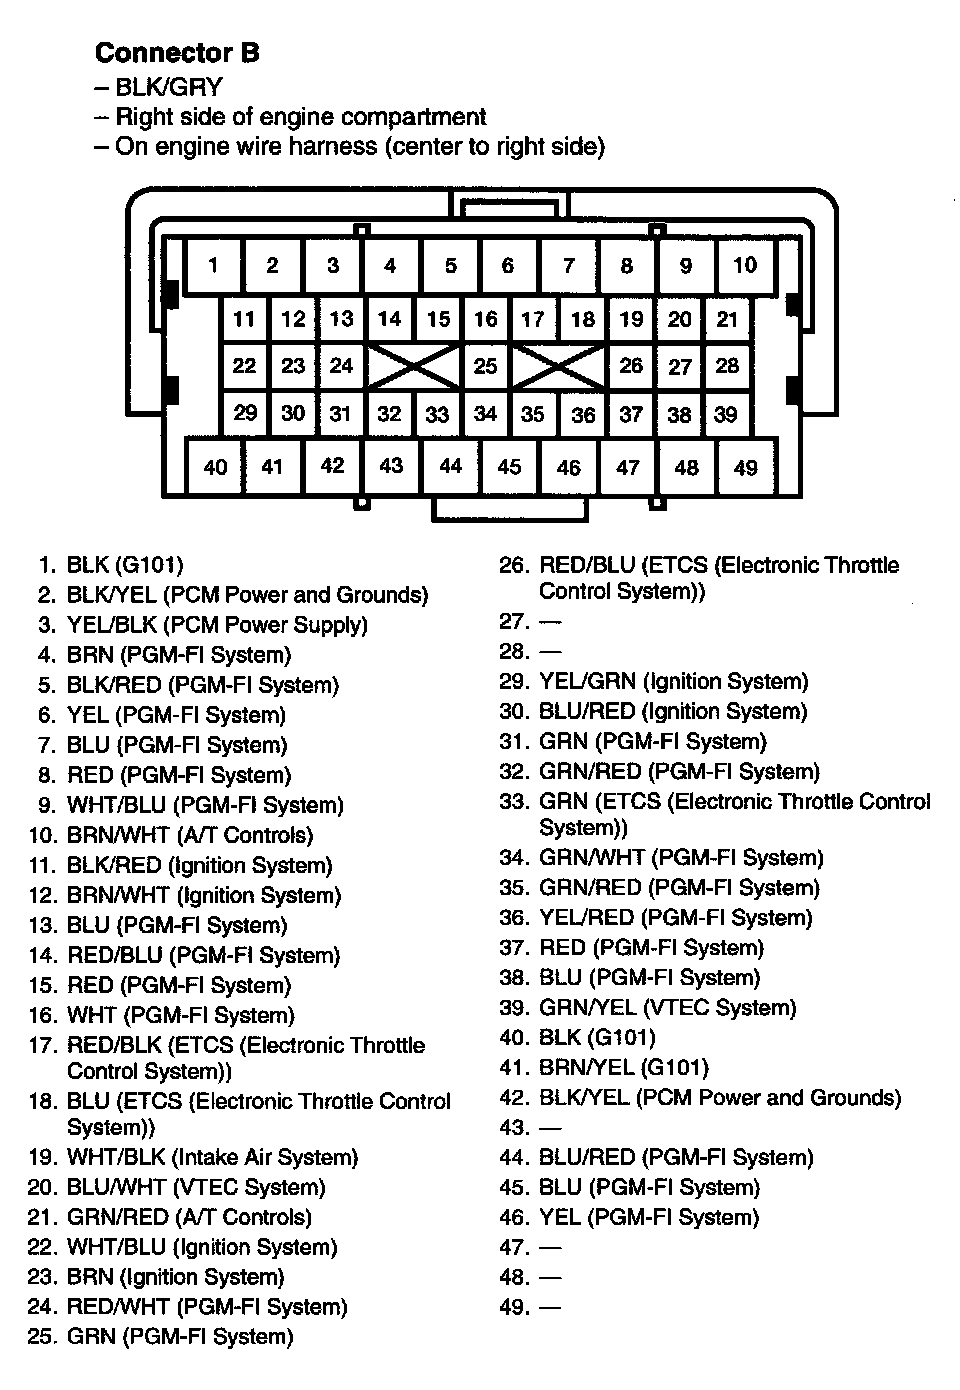 Connector B
– BLK/GRY
– Right side of engine compartment
– On engine wire harness (center to right side)
1 2 3 4 5 6 7 8 9 10
11 12 13 14 15 16 17 18 19 20 21
22 23 24 25 26 27 28
29 30 31 32 33 34 35 36 37 38 39
40 41 42 43 44 45 46 47 48 49
1. BLK (G101)
2. BLK/YEL (PCM Power and Grounds)
3. YEL/BLK (PCM Power Supply)
4. BRN (PGM-FI System)
5. BLK/RED (PGM-FI System)
6. YEL (PGM-FI System)
7. BLU (PGM-FI System)
8. RED (PGM-FI System)
9. WHT/BLU (PGM-FI System)
10. BRN/WHT (A/T Controls)
11. BLK/RED (Ignition System)
12. BRN/WHT (Ignition System)
13. BLU (PGM-FI System)
14. RED/BLU (PGM-FI System)
15. RED (PGM-FI System)
16. WHT (PGM-FI System)
17. RED/BLK (ETCS (Electronic Throttle
Control System))
18. BLU (ETCS (Electronic Throttle Control
System))
19. WHT/BLK (Intake Air System)
20. BLU/WHT (VTEC System)
21. GRN/RED (A/T Controls)
22. WHT/BLU (Ignition System)
23. BRN (Ignition System)
24. RED/WHT (PGM-FI System)
25. GRN (PGM-FI System)
26. RED/BLU (ETCS (Electronic Throttle
Control System))
27. —
28. —
29. YEL/GRN (Ignition System)
30. BLU/RED (Ignition System)
31. GRN (PGM-FI System)
32. GRN/RED (PGM-FI System)
33. GRN (ETCS (Electronic Throttle Control
System))
34. GRN/WHT (PGM-FI System)
35. GRN/RED (PGM-FI System)
36. YEL/RED (PGM-FI System)
37. RED (PGM-FI System)
38. BLU (PGM-FI System)
39. GRN/YEL (VTEC System)
40. BLK (G101)
41. BRN/YEL (G101)
42. BLK/YEL (PCM Power and Grounds)
43. —
44. BLU/RED (PGM-FI System)
45. BLU (PGM-FI System)
46. YEL (PGM-FI System)
47. —
48. —
49. —